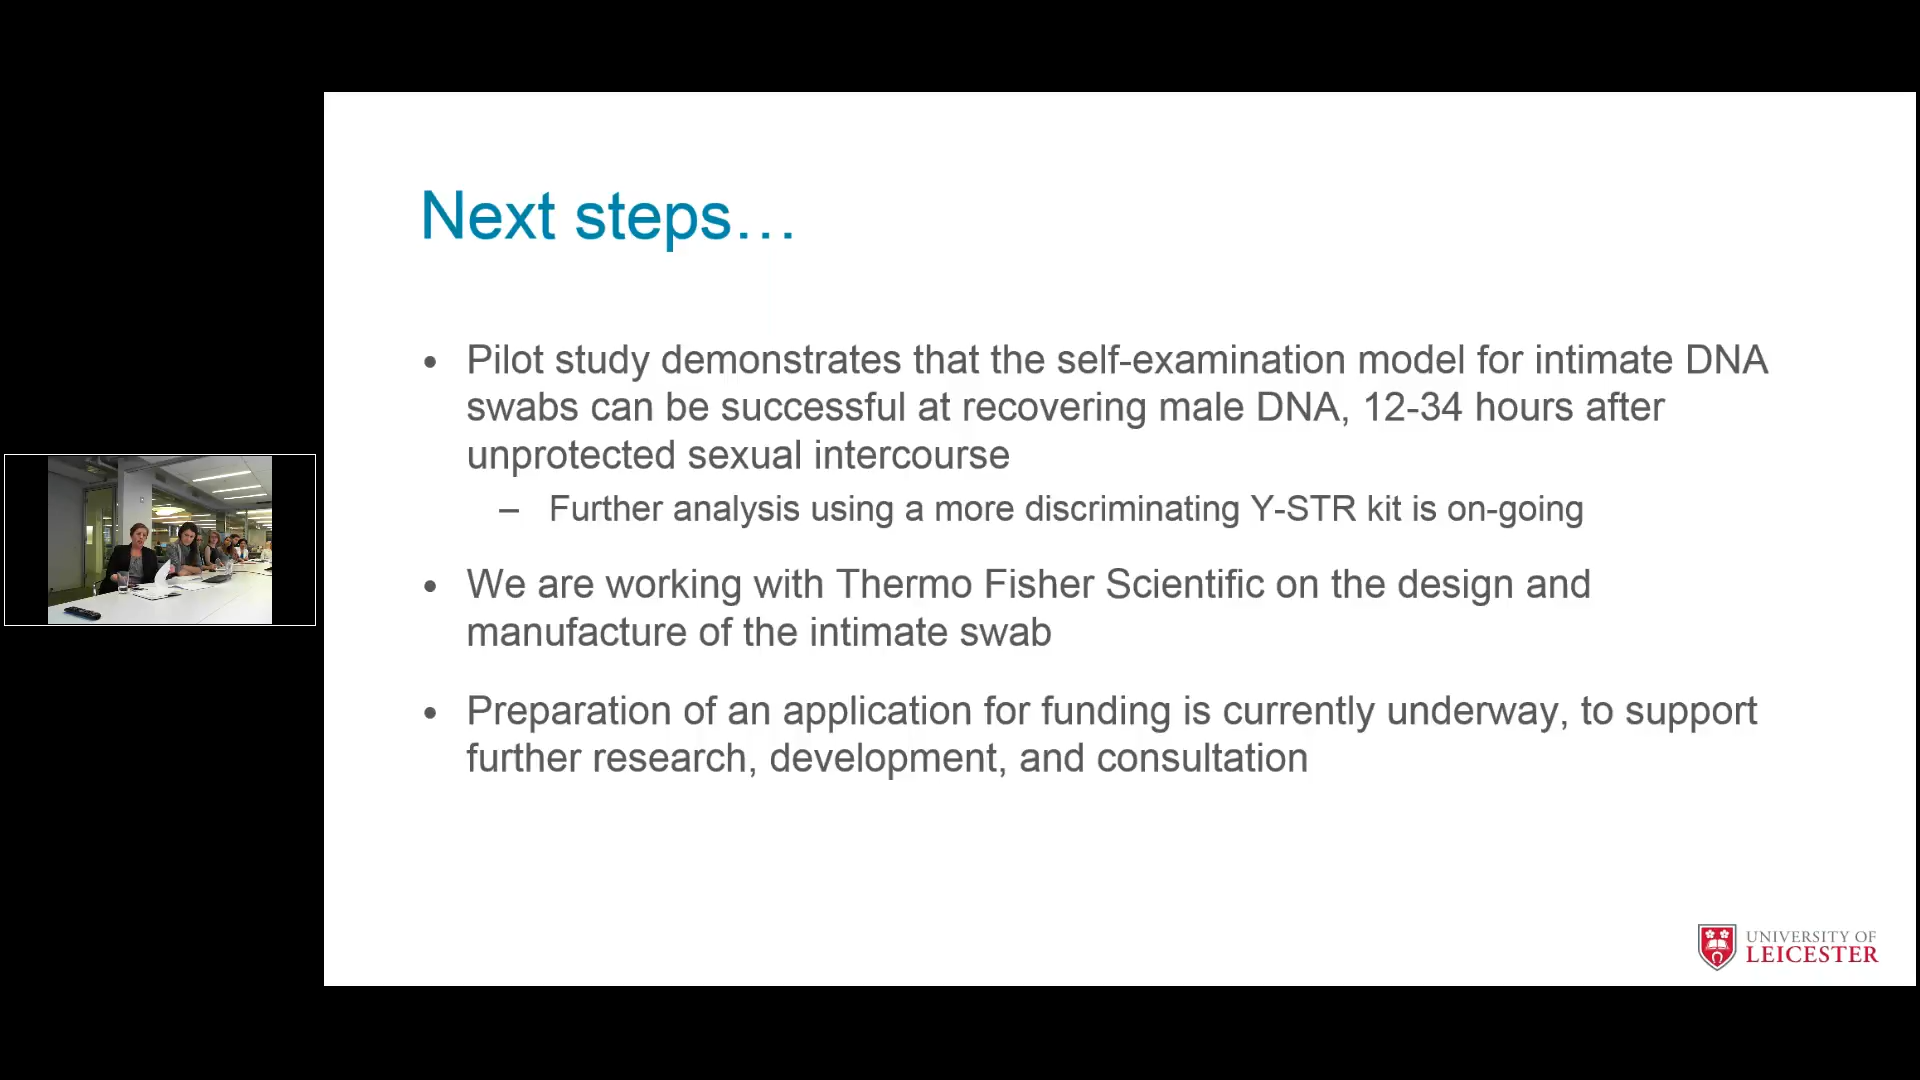 Next steps…
• Pilot study demonstrates that the self-examination model for intimate DNA
swabs can be successful at recovering male DNA, 12-34 hours after
unprotected sexual intercourse
– Further analysis using a more discriminating Y-STR kit is on-going
• We are working with Thermo Fisher Scientific on the design and
manufacture of the intimate swab
• Preparation of an application for funding is currently underway, to support
further research, development, and consultation
UNIVERSITY OF
LEICESTER